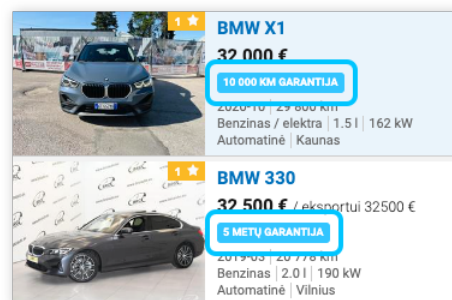 1
BMW X1
32 000 €
10 000 KM GARANTIJA
2020-10 | 29 800 km
Benzinas / elektra | 1.5 l | 162 kW
Automatinė | Kaunas
1
BMW 330
32 500 € / eksportui 32500 €
5 METŲ GARANTIJA
2019-03 | 20 778 km
Benzinas | 2.0 l | 190 kW
Automatinė | Vilnius